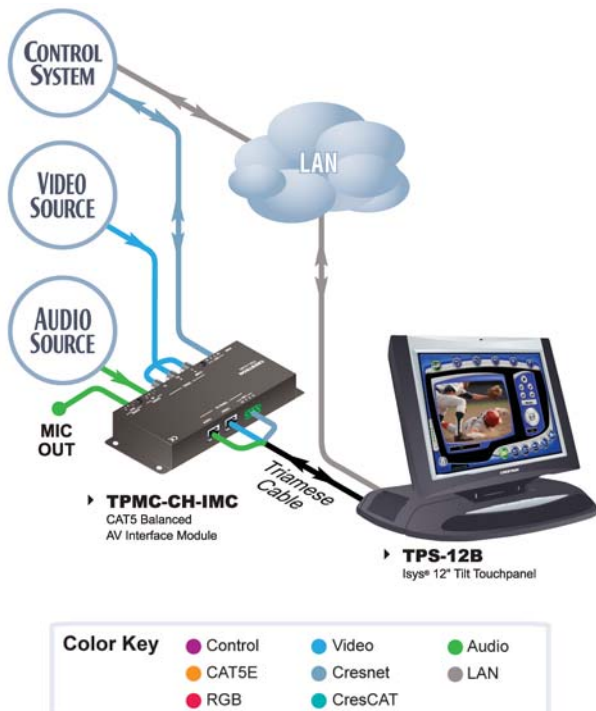 CONTROL
SYSTEM
LAN
VIDEO
SOURCE
AUDIO
SOURCE
MIC
OUT
Triamese
Cable
TPMC-CH-IMC
CAT5 Balanced
AV Interface Module
TPS-12B
Isys® 12" Tilt Touchpanel
Color Key
Control
Video
Audio
CAT5E
Cresnet
LAN
RGB
CresCAT